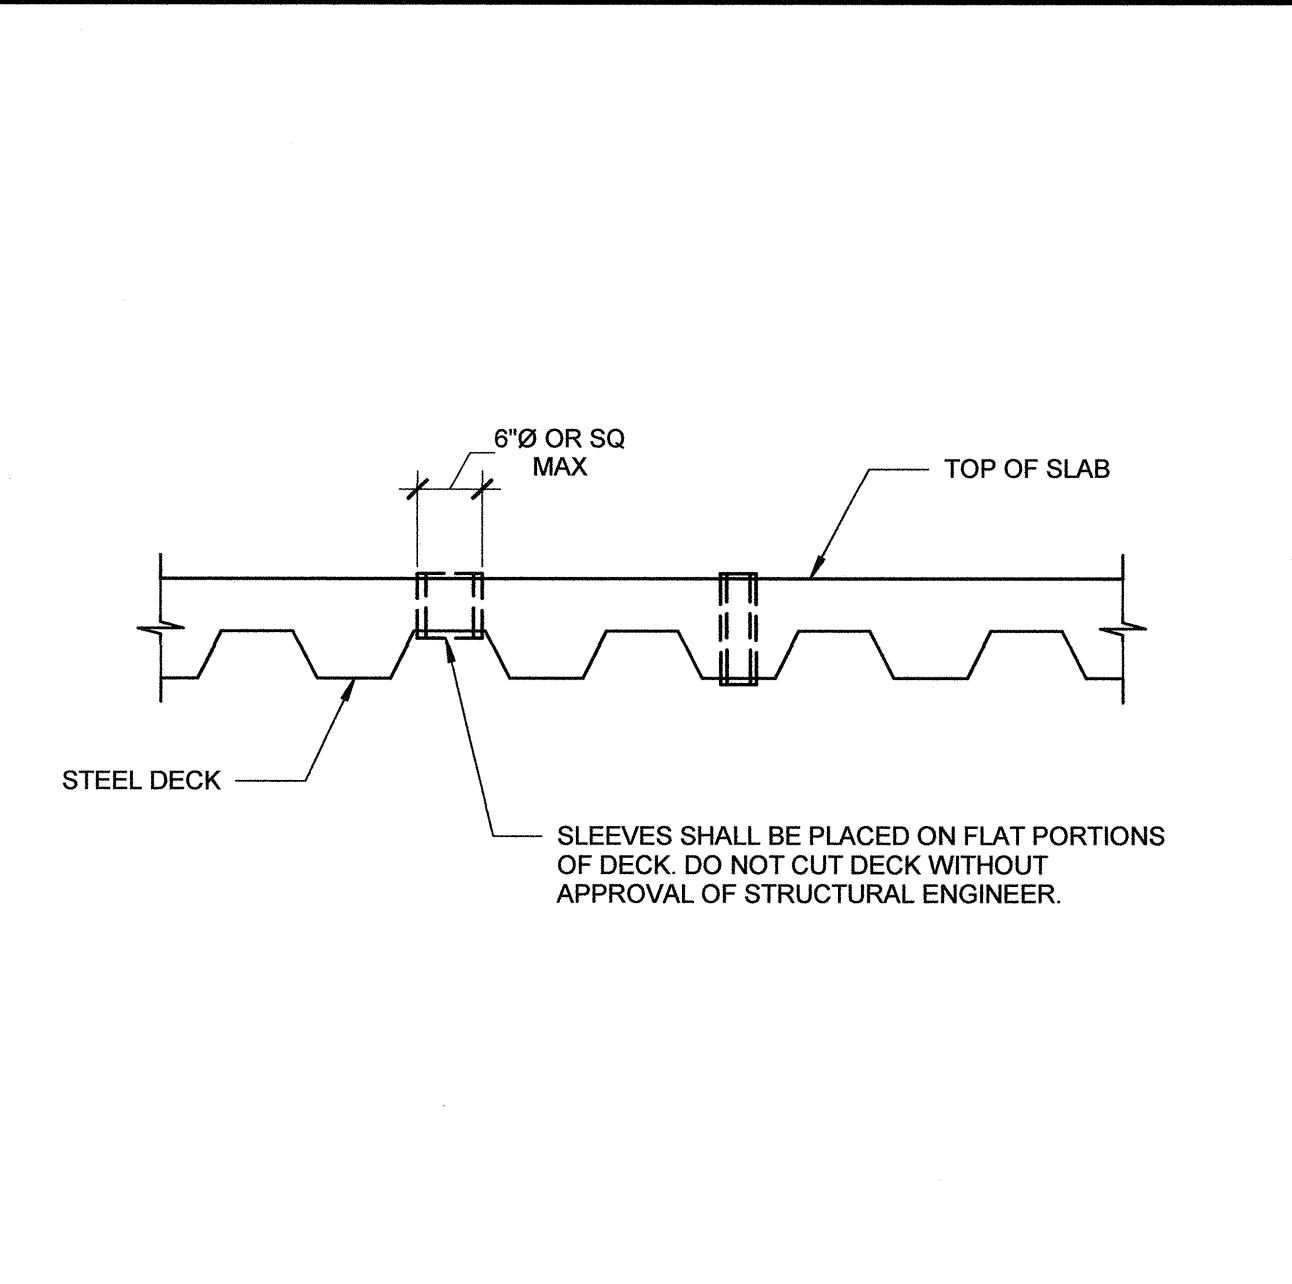 6"Ø OR SQ
MAX
TOP OF SLAB
STEEL DECK
SLEEVES SHALL BE PLACED ON FLAT PORTIONS
OF DECK. DO NOT CUT DECK WITHOUT
APPROVAL OF STRUCTURAL ENGINEER.